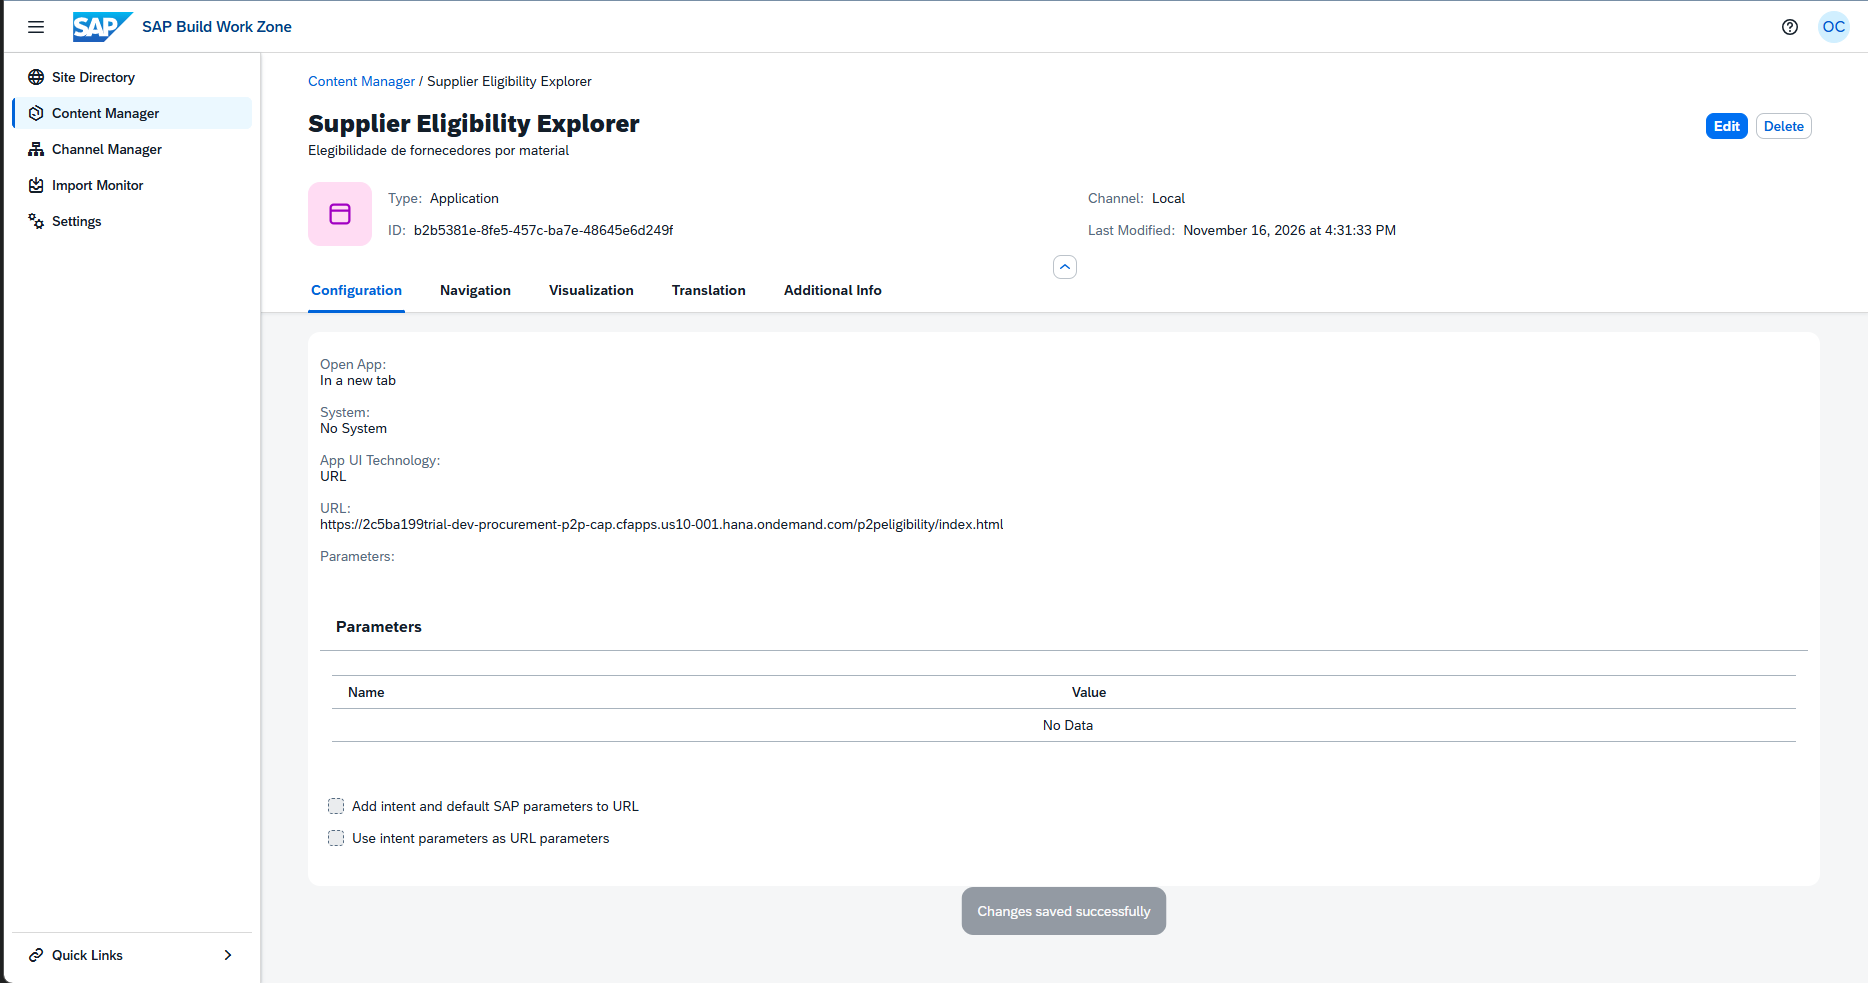 SAP SAP Build Work Zone
OC
Site Directory
Content Manager
Channel Manager
Import Monitor
Settings
Quick Links
Content Manager / Supplier Eligibility Explorer
Supplier Eligibility Explorer
Edit Delete
Elegibilidade de fornecedores por material
Type: Application
Channel: Local
ID: b2b5381e-8fe5-457c-ba7e-48645e6d249f
Last Modified: November 16, 2026 at 4:31:33 PM
Configuration Navigation Visualization Translation Additional Info
Open App:
In a new tab
System:
No System
App UI Technology:
URL
URL:
https://2c5ba199trial-dev-procurement-p2p-cap.cfapps.us10-001.hana.ondemand.com/p2peligibility/index.html
Parameters:
Parameters
Name Value
No Data
Add intent and default SAP parameters to URL
Use intent parameters as URL parameters
Changes saved successfully